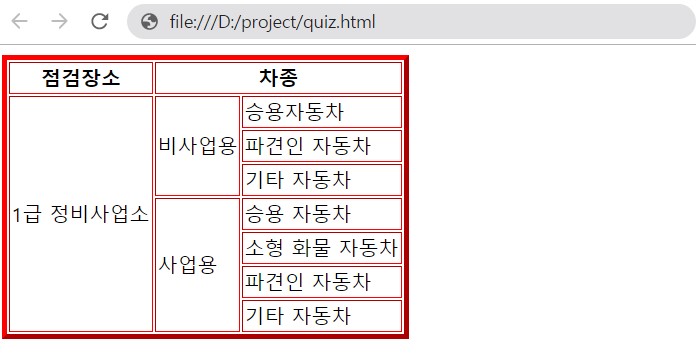 file:///D:/project/quiz.html
점검장소 차종
1급 정비사업소 비사업용 승용자동차
파견인 자동차
기타 자동차
사업용 승용 자동차
소형 화물 자동차
파견인 자동차
기타 자동차